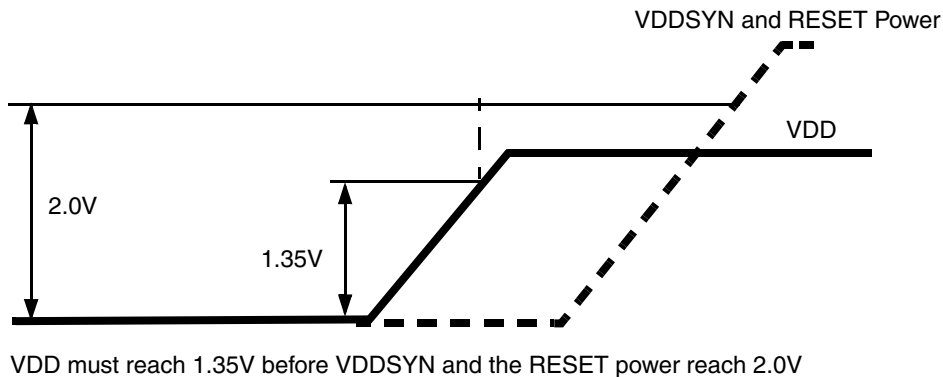 VDDSYN and RESET Power
VDD
2.0V
1.35V
VDD must reach 1.35V before VDDSYN and the RESET power reach 2.0V